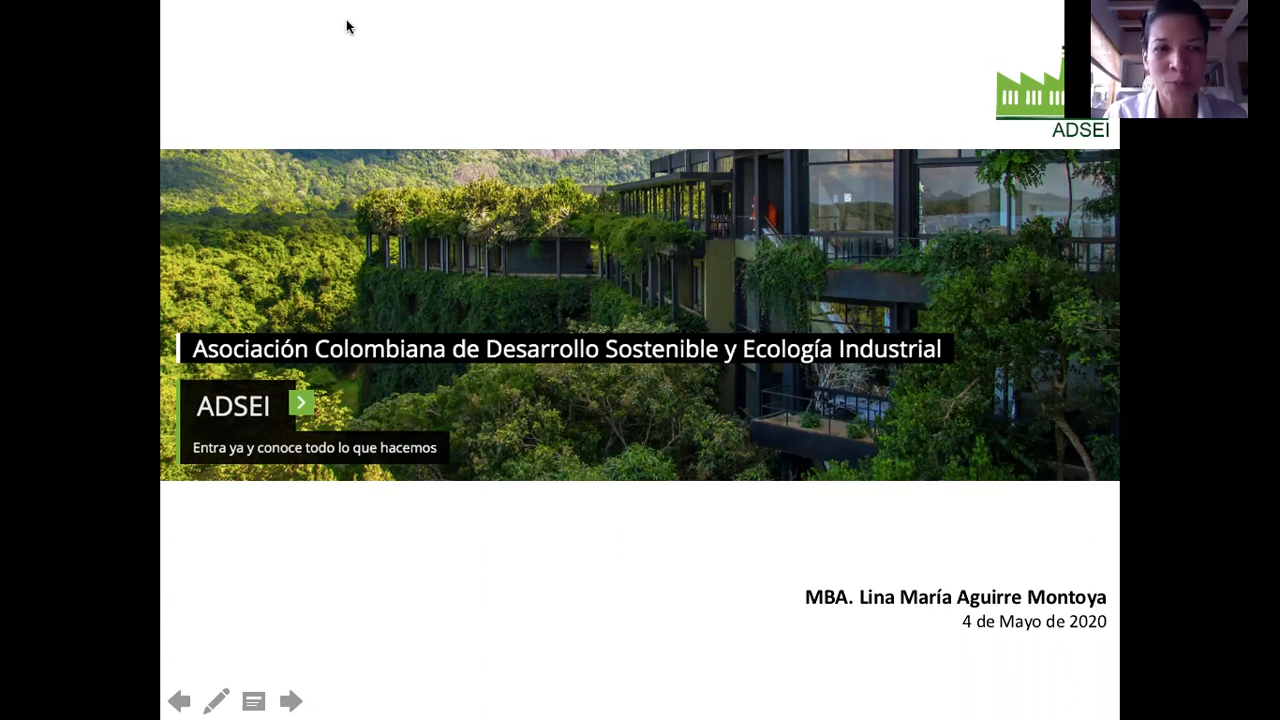 ADSEI
Asociación Colombiana de Desarrollo Sostenible y Ecología Industrial
ADSEI
Entra ya y conoce todo lo que hacemos
MBA. Lina María Aguirre Montoya
4 de Mayo de 2020